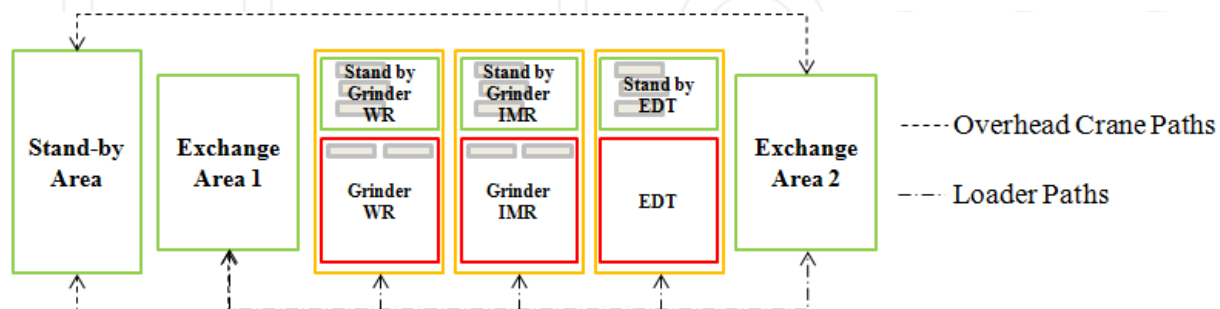 Stand-by
Area
Exchange
Area 1
Stand by
Grinder
WR
Grinder
WR
Stand by
Grinder
IMR
Grinder
IMR
Stand by
EDT
EDT
Exchange
Area 2
Overhead Crane Paths
Loader Paths